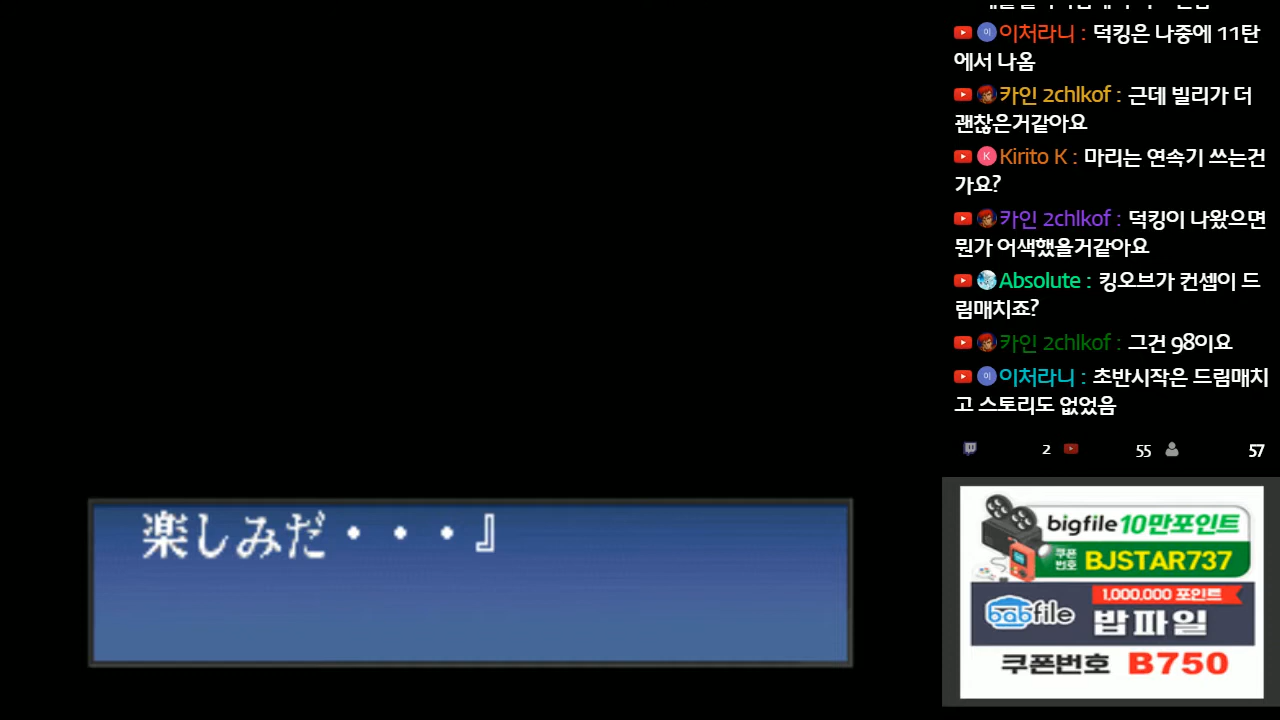 이처라니 : 덕킹은 나중에 11탄
에서 나옴
카인 2chlkof : 근데 빌리가 더
괜찮은거같아요
Kirito K : 마리는 연속기 쓰는건
가요?
카인 2chlkof : 덕킹이 나왔으면
뭔가 어색했을거같아요
Absolute : 킹오브가 컨셉이 드
림매치죠?
카인 2chlkof : 그건 98이요
이처라니 : 초반시작은 드림매치
고 스토리도 없었음
2 55 57
楽しみだ・・・』
bigfile 10만포인트
쿠폰
번호 BJSTAR737
1,000,000 포인트
babfile 밥파일
쿠폰번호 B750